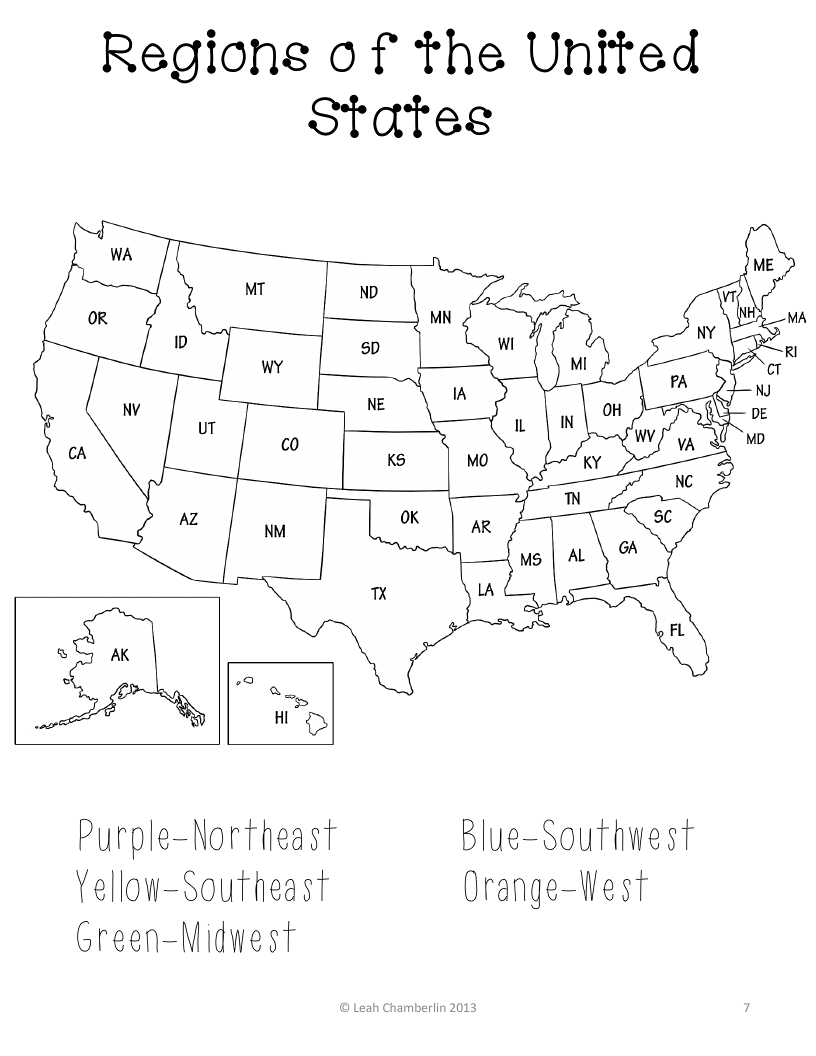 Regions of the United
States
WA
MT
ND
MN
ME
VT
NH
MA
OR
ID
SD
WI
MI
NY
RI
CT
WY
NV
NE
IA
PA
NJ
UT
CO
IL
IN
OH
DE
MD
CA
KS
MO
KY
WV
VA
AZ
NM
OK
AR
TN
NC
SC
TX
LA
MS
AL
GA
FL
AK
HI
Purple-Northeast
Yellow-Southeast
Green-Midwest
Blue-Southwest
Orange-West
© Leah Chamberlin 2013
7